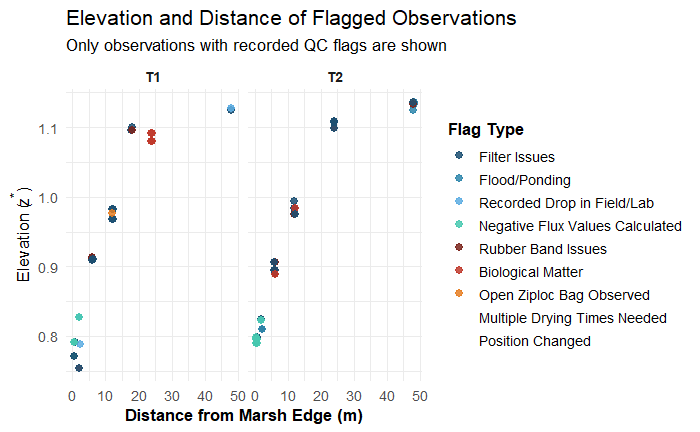 Elevation and Distance of Flagged Observations
Only observations with recorded QC flags are shown
T1 T2
Elevation (z*)
1.1
1.0
0.9
0.8
0 10 20 30 40 50 0 10 20 30 40 50
Distance from Marsh Edge (m)
Flag Type
Filter Issues
Flood/Ponding
Recorded Drop in Field/Lab
Negative Flux Values Calculated
Rubber Band Issues
Biological Matter
Open Ziploc Bag Observed
Multiple Drying Times Needed
Position Changed